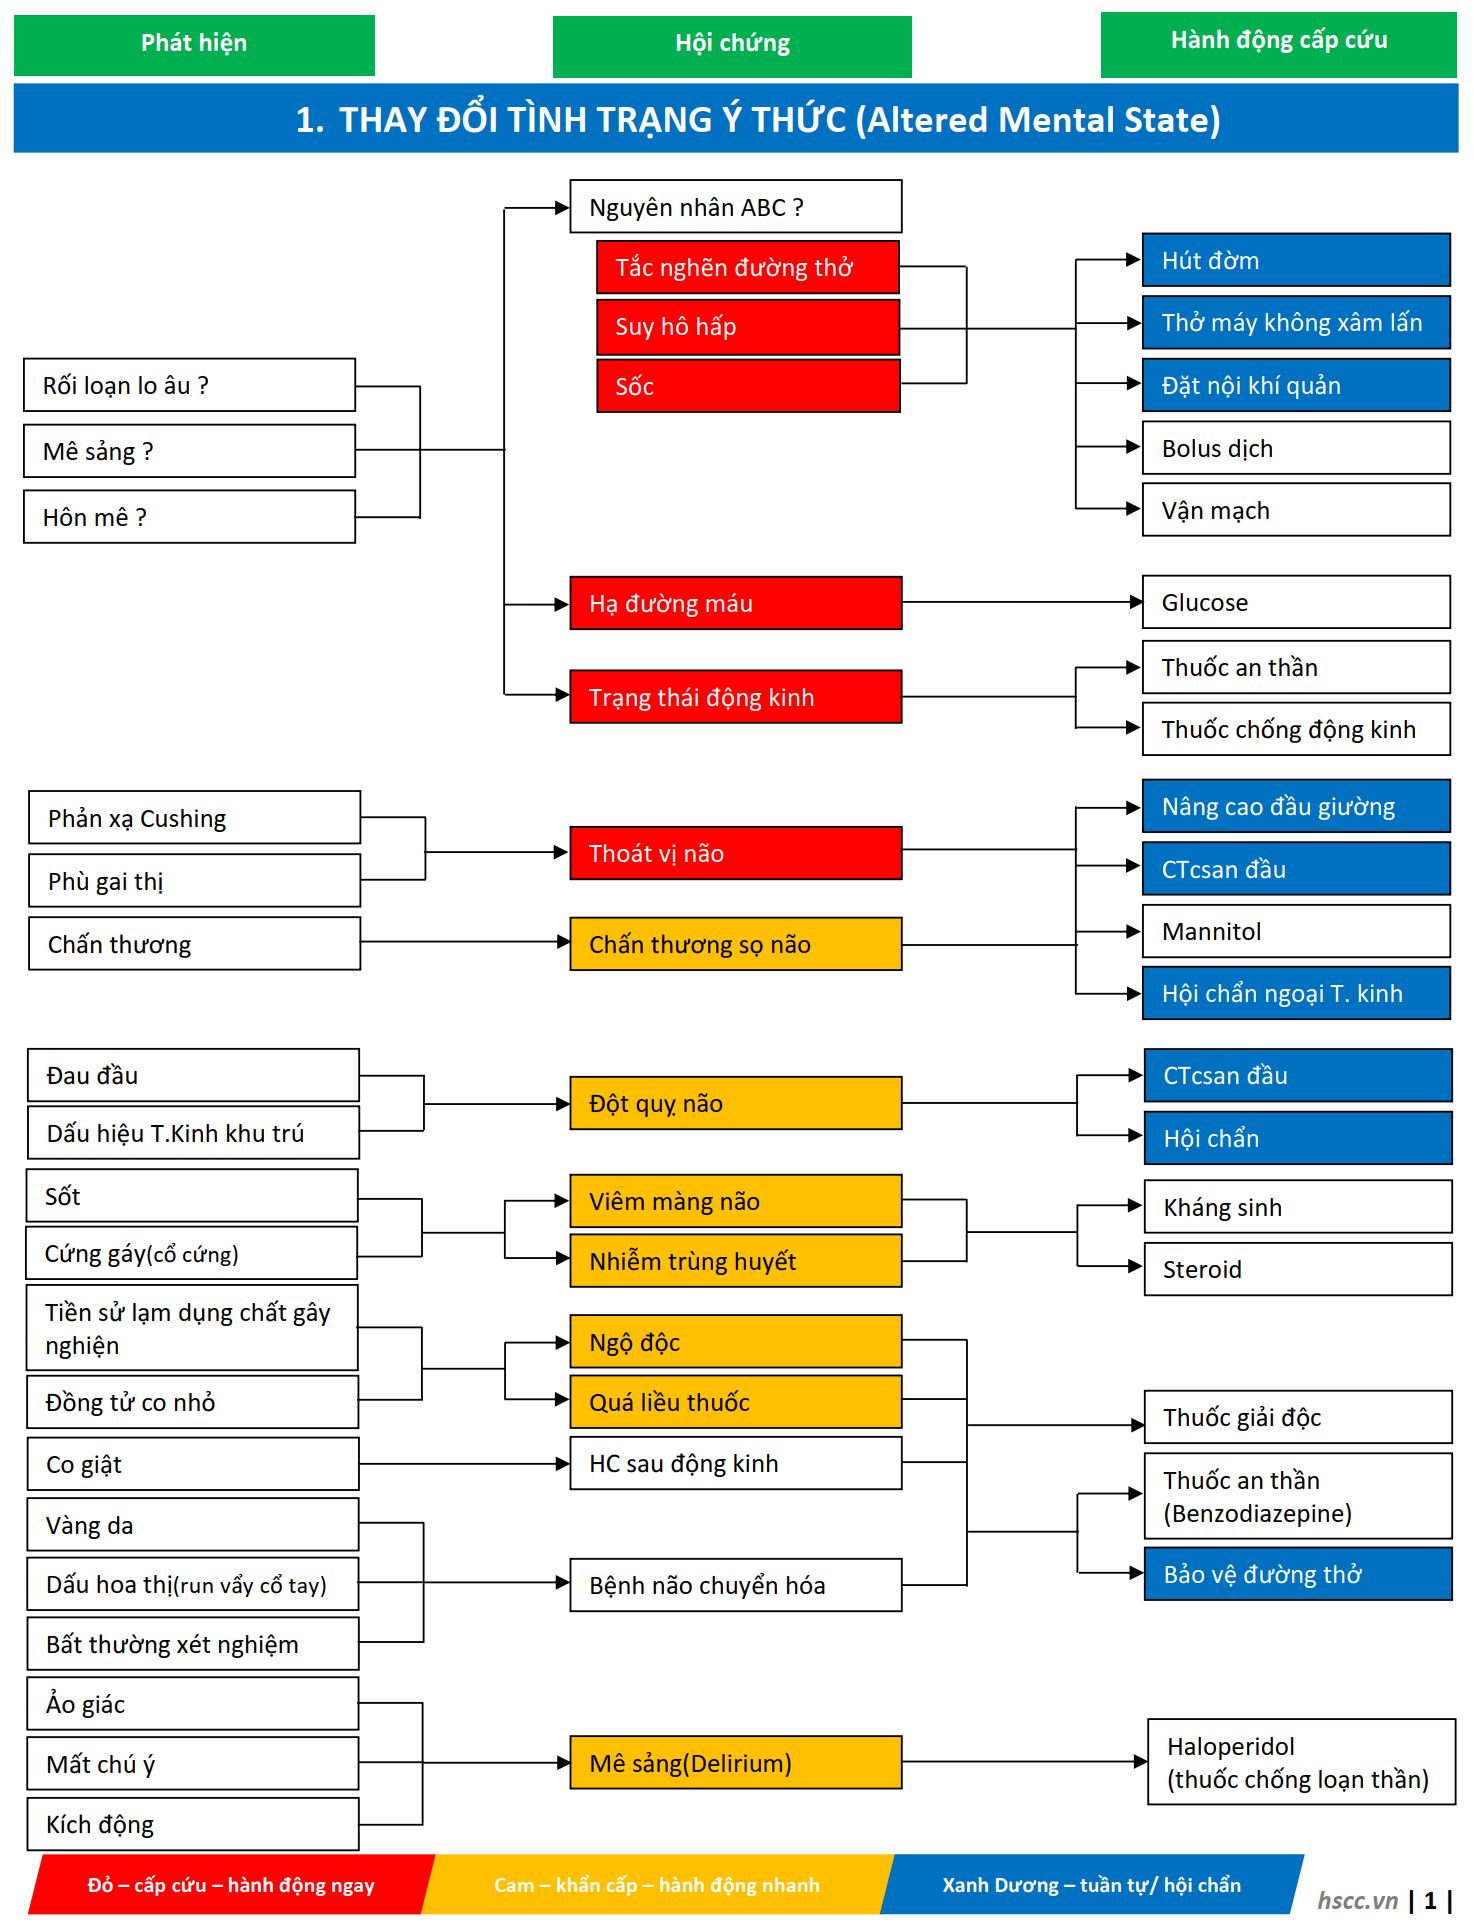 Phát hiện
Hội chứng
Hành động cấp cứu
1. THAY ĐỔI TÌNH TRẠNG Ý THỨC (Altered Mental State)
Nguyên nhân ABC ?
Tắc nghẽn đường thở
Suy hô hấp
Sốc
Hút đờm
Thở máy không xâm lấn
Đặt nội khí quản
Bolus dịch
Vận mạch
Rối loạn lo âu ?
Mê sảng ?
Hôn mê ?
Hạ đường máu
Glucose
Trạng thái động kinh
Thuốc an thần
Thuốc chống động kinh
Phản xạ Cushing
Phù gai thị
Chấn thương
Thoát vị não
Chấn thương sọ não
Nâng cao đầu giường
CTcsan đầu
Mannitol
Hội chẩn ngoại T. kinh
Đau đầu
Dấu hiệu T.Kinh khu trú
Đột quỵ não
CTcsan đầu
Hội chẩn
Sốt
Cứng gáy(cổ cứng)
Viêm màng não
Nhiễm trùng huyết
Kháng sinh
Steroid
Tiền sử lạm dụng chất gây
nghiện
Đồng tử co nhỏ
Ngộ độc
Quá liều thuốc
Co giật
HC sau động kinh
Thuốc giải độc
Thuốc an thần
(Benzodiazepine)
Bảo vệ đường thở
Vàng da
Dấu hoa thị(run vẩy cổ tay)
Bất thường xét nghiệm
Bệnh não chuyển hóa
Ảo giác
Mất chú ý
Kích động
Mê sảng(Delirium)
Haloperidol
(thuốc chống loạn thần)
Đỏ – cấp cứu – hành động ngay
Cam – khẩn cấp – hành động nhanh
Xanh Dương – tuần tự/ hội chẩn
hscc.vn | 1 |